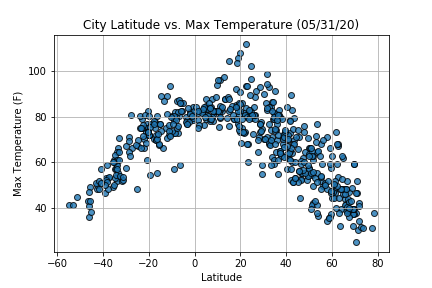 City Latitude vs. Max Temperature (05/31/20)
100
80
60
40
Max Temperature (F)
−60 −40 −20 0 20 40 60 80
Latitude